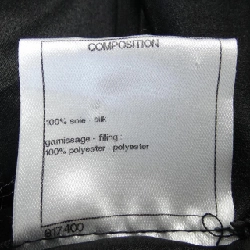 COMPOSITION
100% soie - silk
garnissage - filling :
100% polyester - polyester